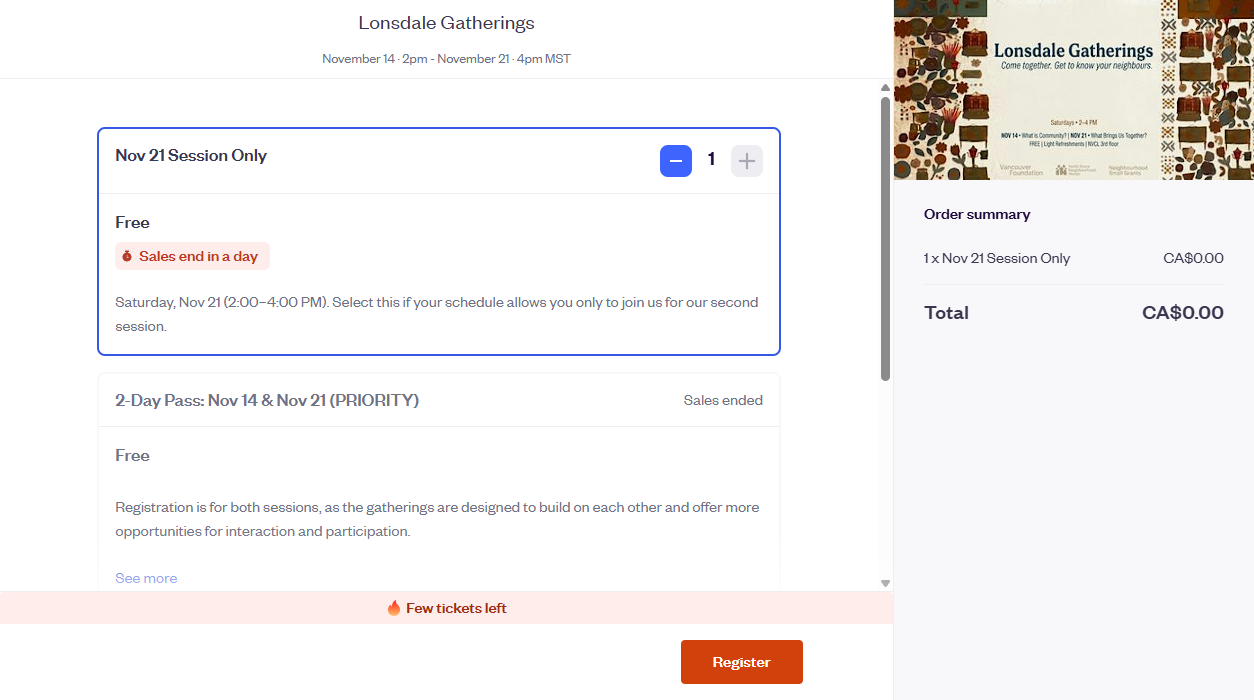 Lonsdale Gatherings
November 14 · 2pm - November 21 · 4pm MST
Nov 21 Session Only
1
Free
Sales end in a day
Saturday, Nov 21 (2:00–4:00 PM). Select this if your schedule allows you only to join us for our second
session.
2-Day Pass: Nov 14 & Nov 21 (PRIORITY)
Sales ended
Free
Registration is for both sessions, as the gatherings are designed to build on each other and offer more
opportunities for interaction and participation.
See more
Few tickets left
Register
Lonsdale Gatherings
Come together. Get to know your neighbours.
Saturdays • 2–4 PM
NOV 14 • What is Community? | NOV 21 • What Brings Us Together?
FREE | Light Refreshments | NVCL 3rd floor
Vancouver
Foundation
North Shore
Neighbourhood
House
Neighbourhood
Small Grants
Order summary
1 x Nov 21 Session Only
CA$0.00
Total
CA$0.00